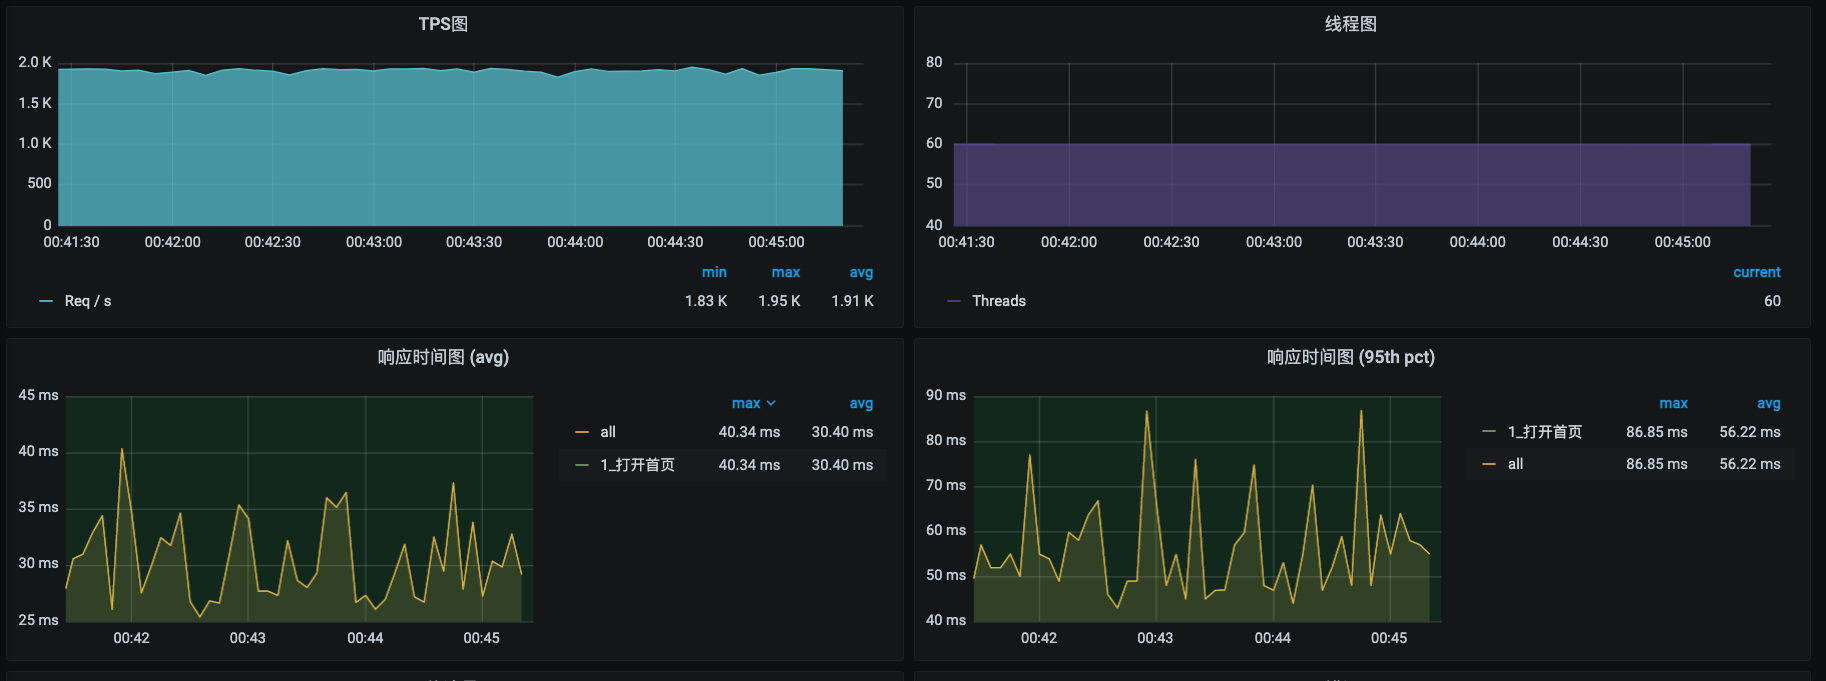 TPS图
2.0 K
1.5 K
1.0 K
500
0
00:41:30 00:42:00 00:42:30 00:43:00 00:43:30 00:44:00 00:44:30 00:45:00
min max avg
Req / s 1.83 K 1.95 K 1.91 K
线程图
80
70
60
50
40
00:41:30 00:42:00 00:42:30 00:43:00 00:43:30 00:44:00 00:44:30 00:45:00
current
Threads 60
响应时间图 (avg)
45 ms
40 ms
35 ms
30 ms
25 ms
00:42 00:43 00:44 00:45
max avg
all 40.34 ms 30.40 ms
1_打开首页 40.34 ms 30.40 ms
响应时间图 (95th pct)
90 ms
80 ms
70 ms
60 ms
50 ms
40 ms
00:42 00:43 00:44 00:45
max avg
1_打开首页 86.85 ms 56.22 ms
all 86.85 ms 56.22 ms